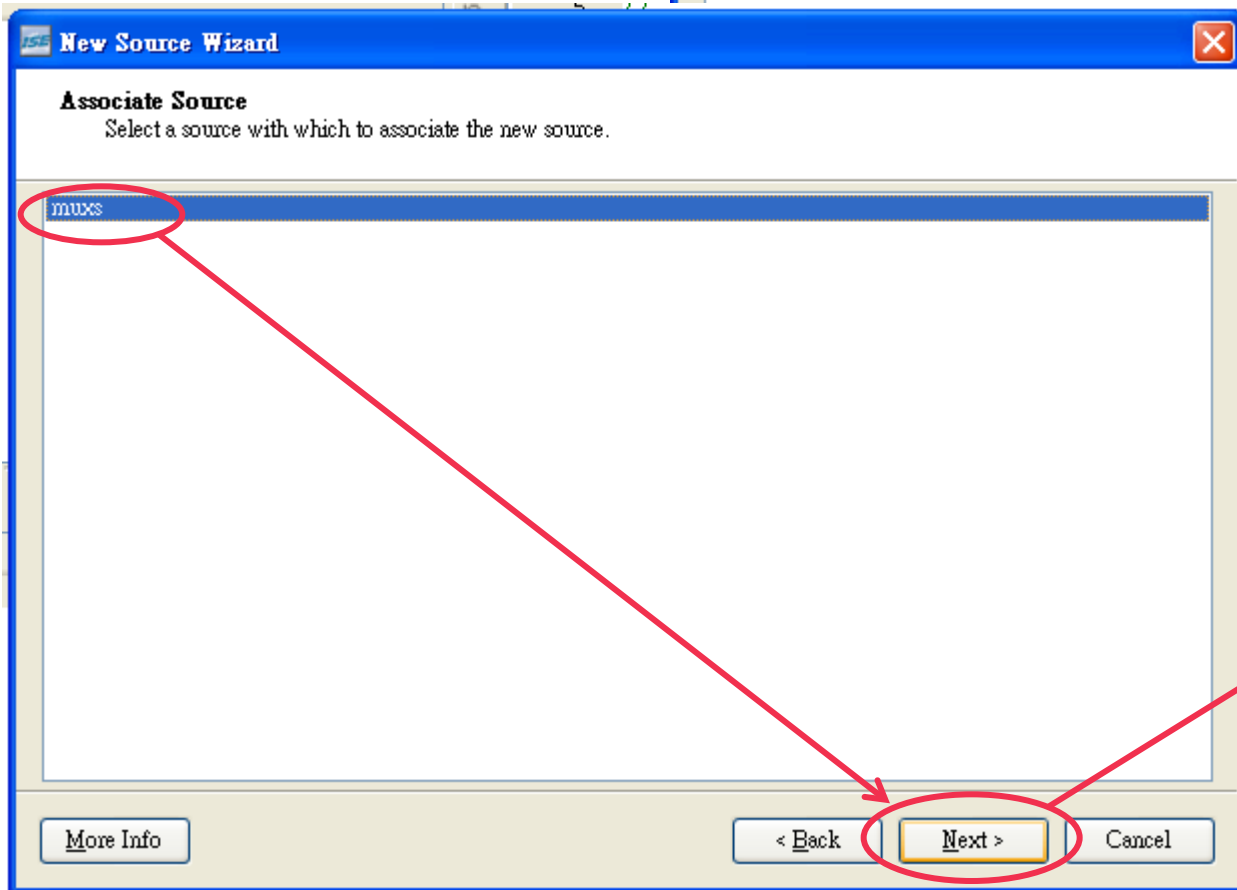 ISE New Source Wizard
Associate Source
Select a source with which to associate the new source.
muxs
More Info
< Back
Next >
Cancel